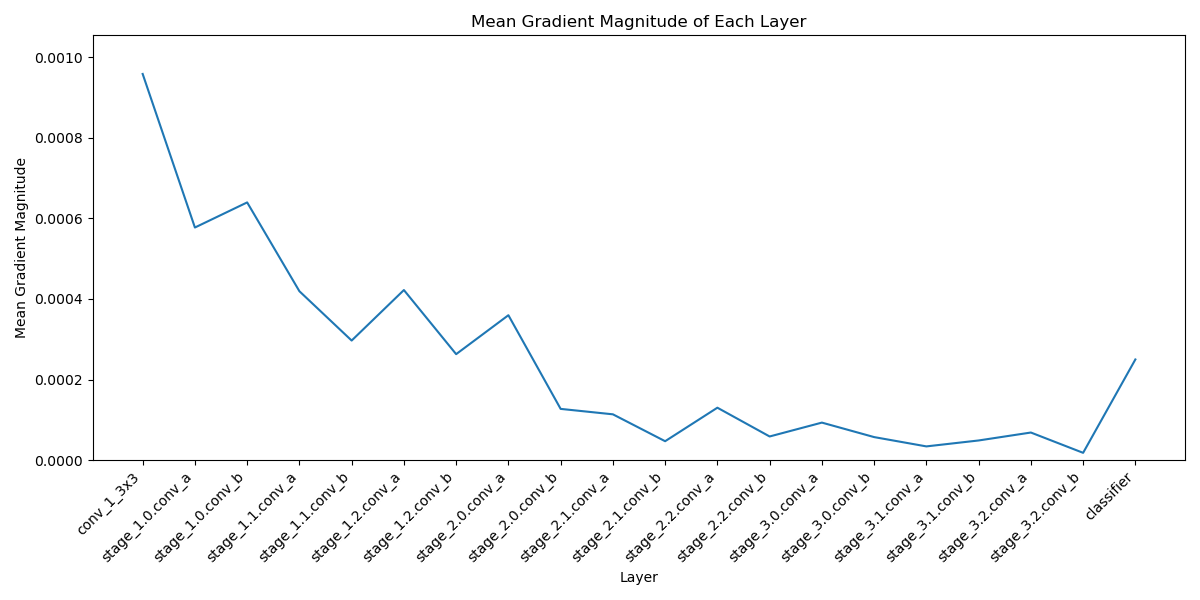 Mean Gradient Magnitude of Each Layer
Mean Gradient Magnitude
0.0010
0.0008
0.0006
0.0004
0.0002
0.0000
conv_1_3x3
stage_1.0.conv_a
stage_1.0.conv_b
stage_1.1.conv_a
stage_1.1.conv_b
stage_1.2.conv_a
stage_1.2.conv_b
stage_2.0.conv_a
stage_2.0.conv_b
stage_2.1.conv_a
stage_2.1.conv_b
stage_2.2.conv_a
stage_2.2.conv_b
stage_3.0.conv_a
stage_3.0.conv_b
stage_3.1.conv_a
stage_3.1.conv_b
stage_3.2.conv_a
stage_3.2.conv_b
classifier
Layer